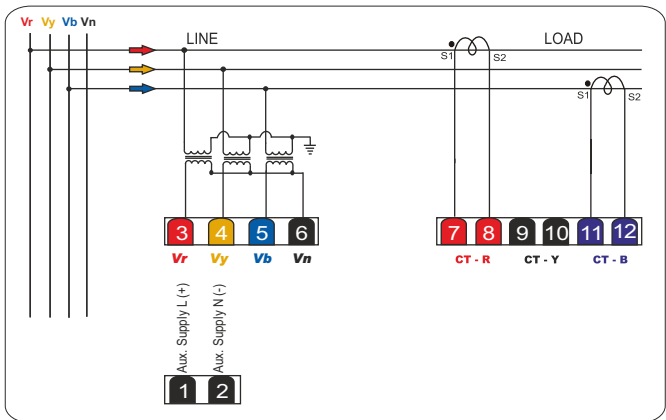 Vr Vy Vb Vn
LINE
LOAD
S1 S2
S1 S2
3 4 5 6
Vr Vy Vb Vn
7 8 9 10 11 12
CT - R CT - Y CT - B
Aux. Supply L (+)
Aux. Supply N (-)
1 2